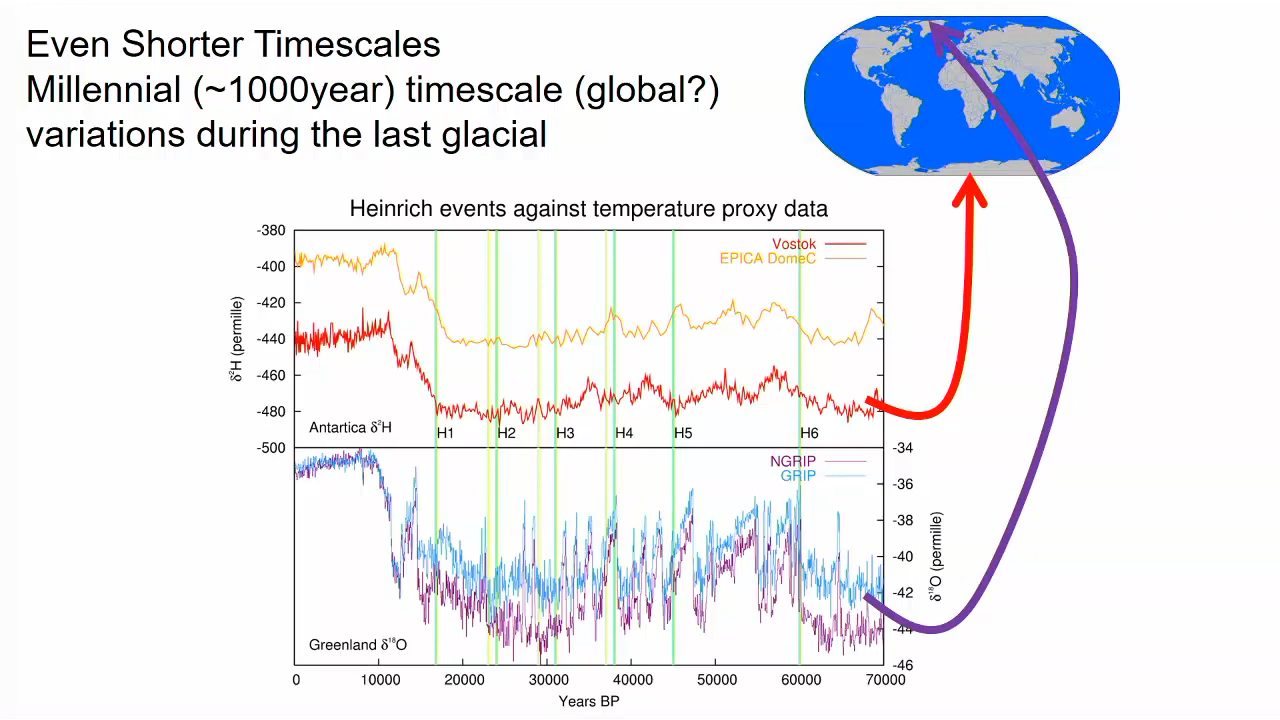 Even Shorter Timescales
Millennial (~1000year) timescale (global?)
variations during the last glacial
Heinrich events against temperature proxy data
-380
-400
-420
-440
-460
-480
-500
δ²H (permille)
Vostok
EPICA DomeC
Antartica δ²H
H1 H2 H3 H4 H5 H6
-34
-36
-38
-40
-42
-44
-46
δ¹⁸O (permille)
NGRIP
GRIP
Greenland δ¹⁸O
0 10000 20000 30000 40000 50000 60000 70000
Years BP